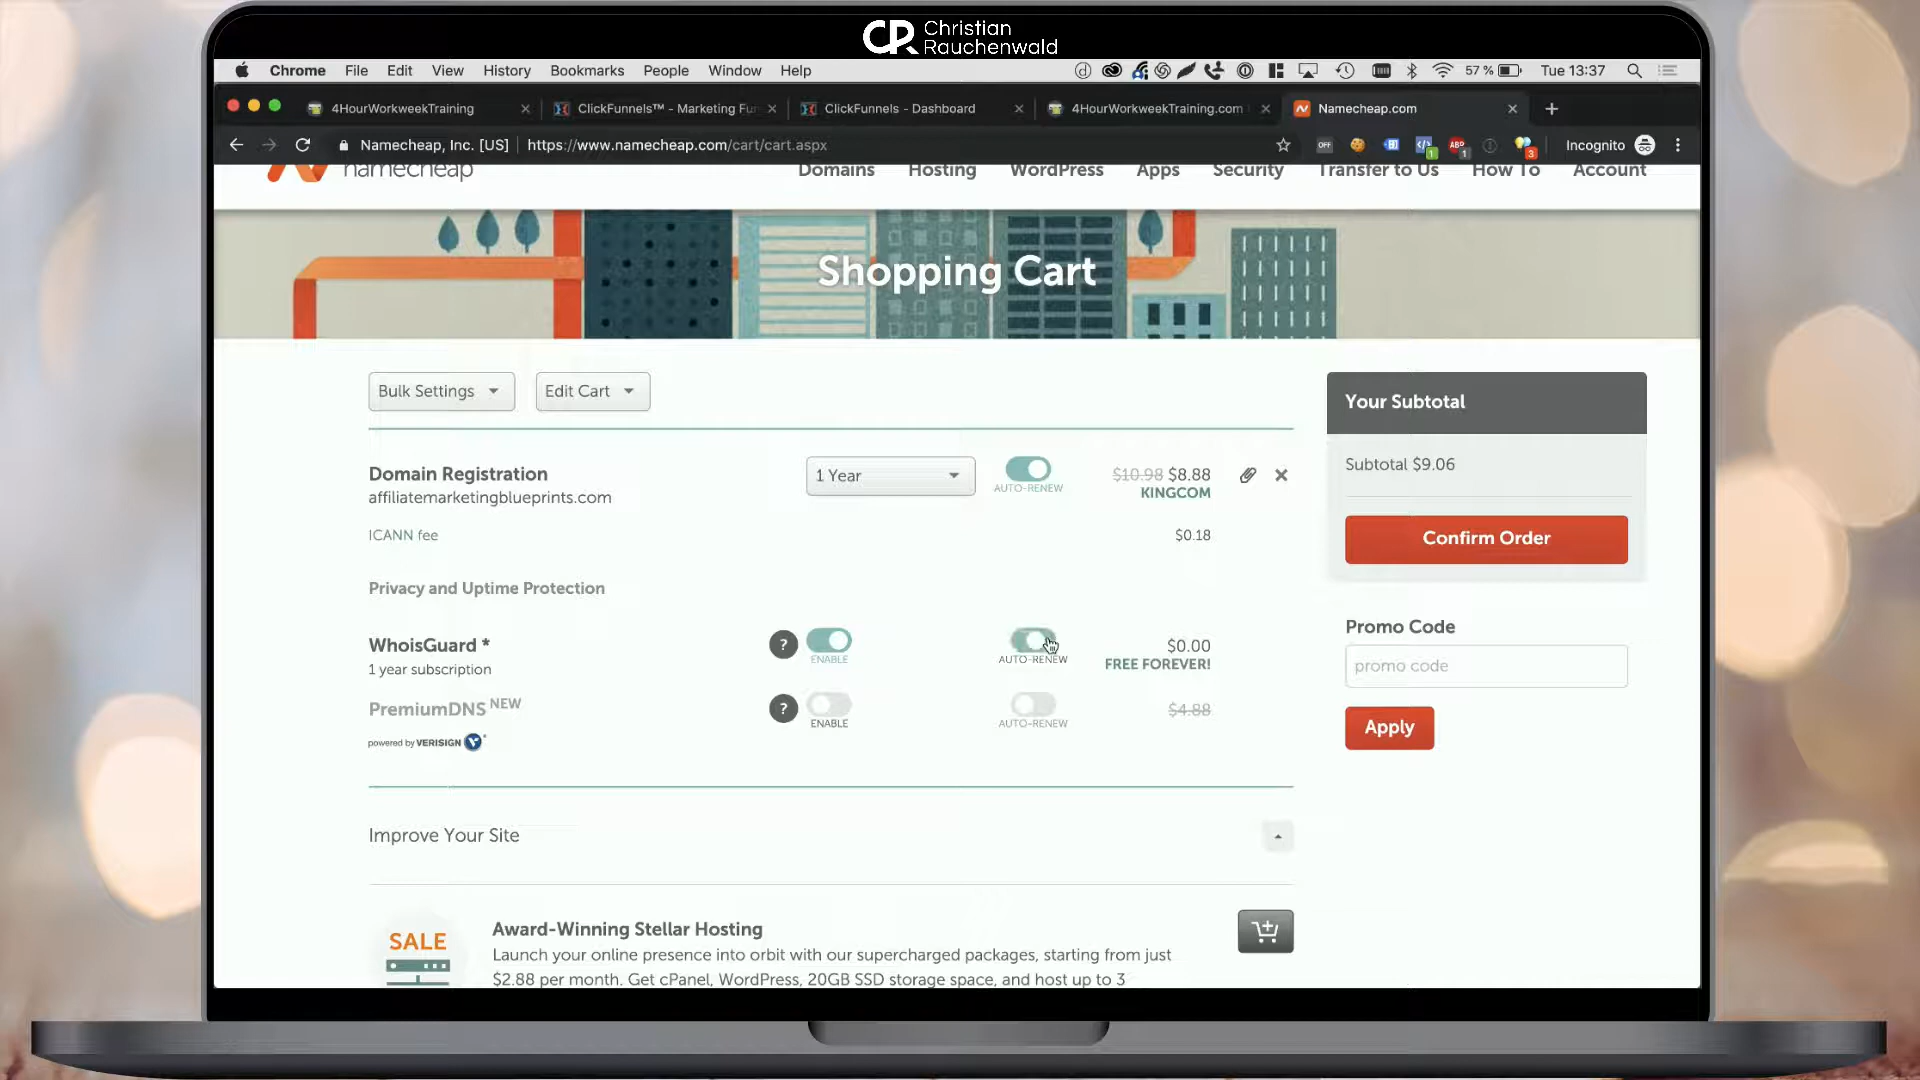 CR Christian
Rauchenwald
Chrome File Edit View History Bookmarks People Window Help 57 % Tue 13:37
4HourWorkweekTraining ClickFunnels™ - Marketing Fu ClickFunnels - Dashboard 4HourWorkweekTraining.com Namecheap.com
Namecheap, Inc. [US] https://www.namecheap.com/cart/cart.aspx OFF ABP Incognito
namecheap Domains Hosting WordPress Apps Security Transfer to Us How To Account
Shopping Cart
Bulk Settings Edit Cart
Your Subtotal
Subtotal $9.06
Confirm Order
Domain Registration 1 Year $10.98 $8.88
AUTO-RENEW KINGCOM
affiliatemarketingblueprints.com
ICANN fee $0.18
Privacy and Uptime Protection
WhoisGuard * ? $0.00
ENABLE AUTO-RENEW FREE FOREVER!
1 year subscription
PremiumDNS NEW ? $4.88
ENABLE AUTO-RENEW
powered by VERISIGN
Promo Code
promo code
Apply
Improve Your Site
SALE
Award-Winning Stellar Hosting
Launch your online presence into orbit with our supercharged packages, starting from just
$2.88 per month. Get cPanel, WordPress, 20GB SSD storage space, and host up to 3